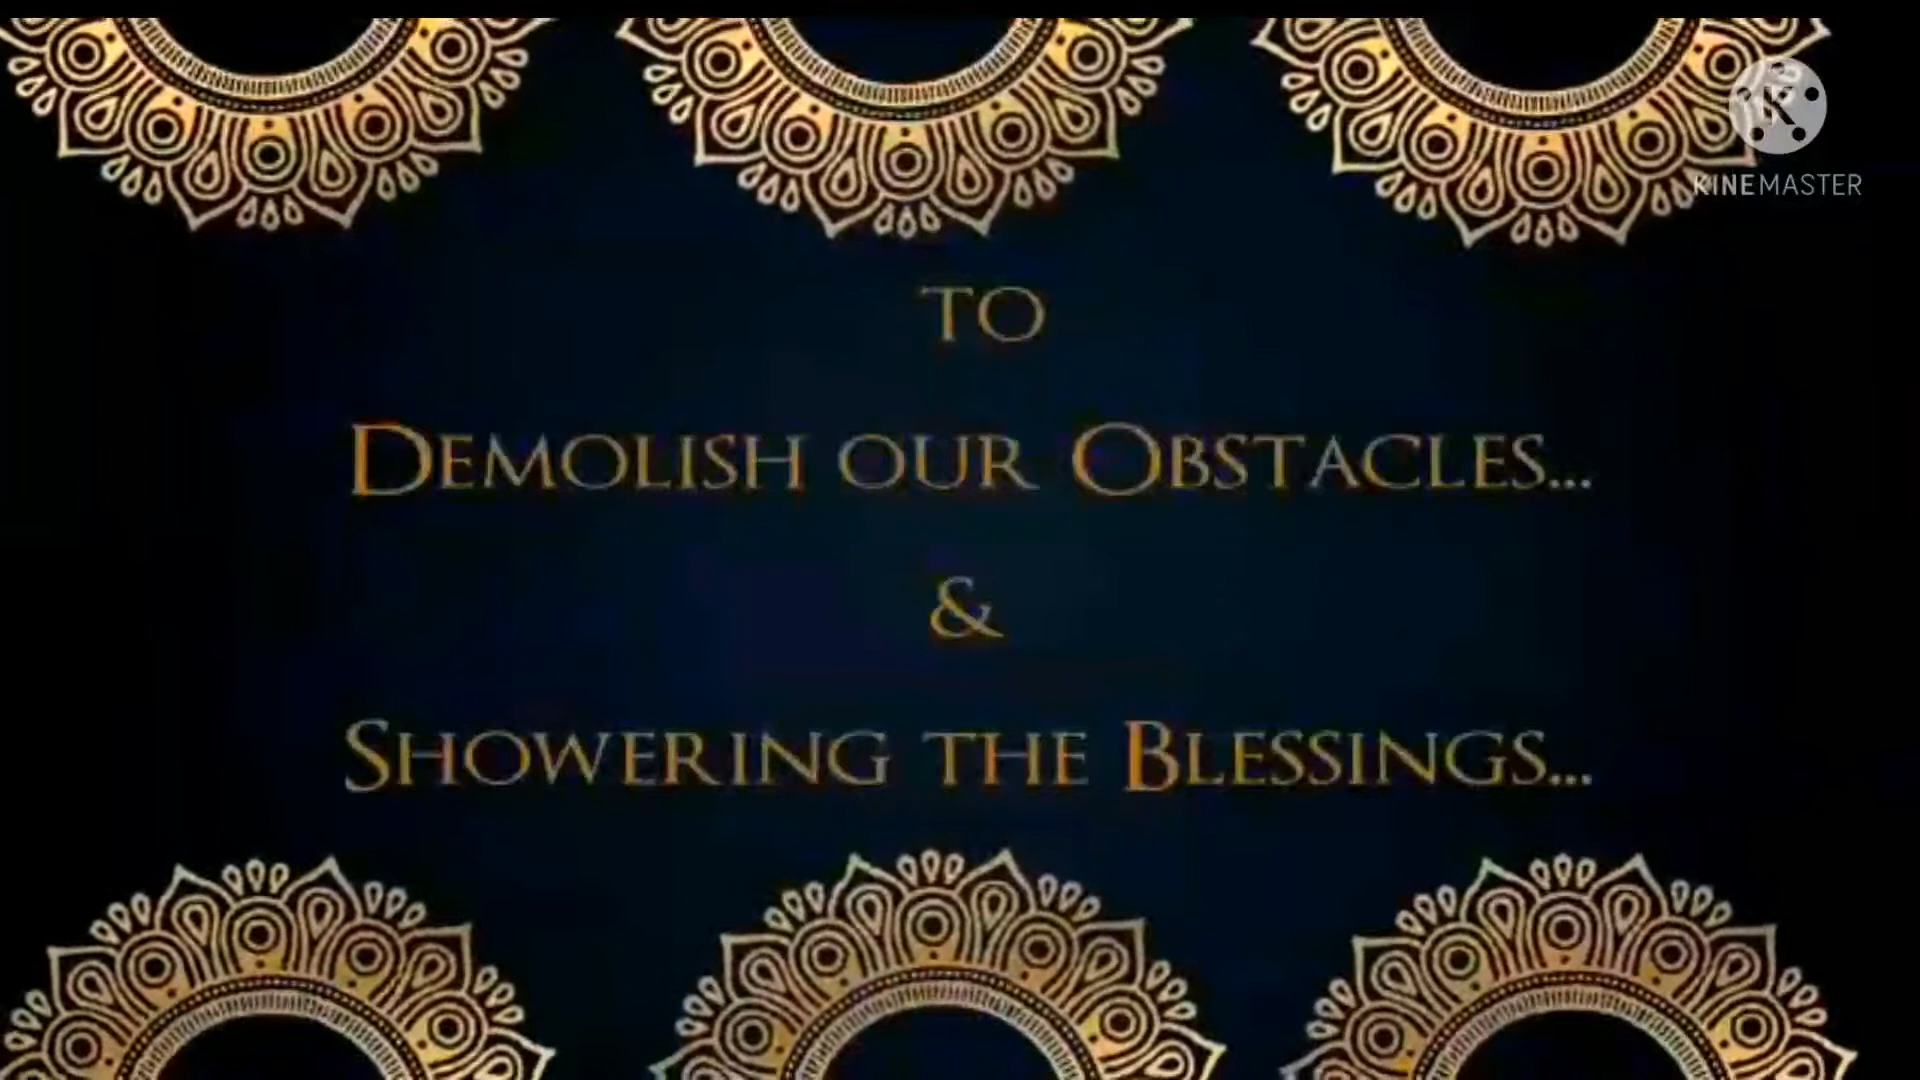 KINEMASTER
TO
DEMOLISH OUR OBSTACLES...
&
SHOWERING THE BLESSINGS...